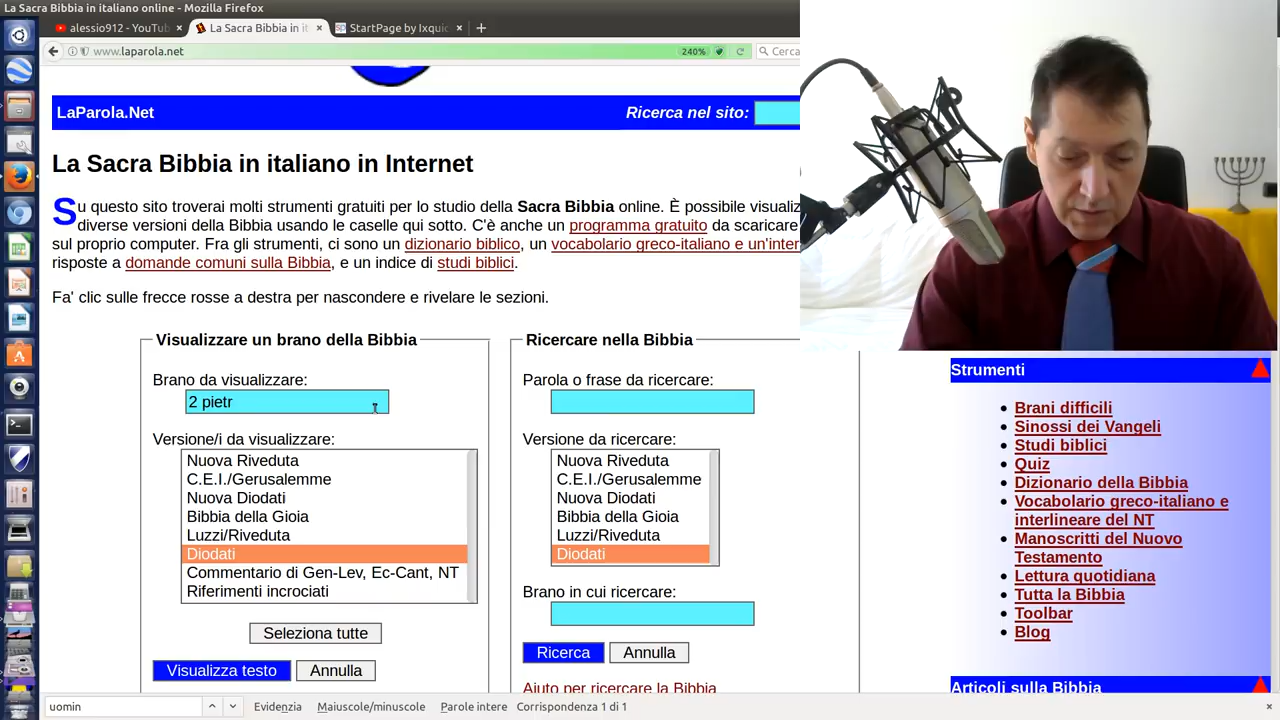 La Sacra Bibbia in italiano online - Mozilla Firefox
alessio912 - YouTub
La Sacra Bibbia in it
StartPage by Ixquic
www.laparola.net
240%
Cerca
LaParola.Net
Ricerca nel sito:
La Sacra Bibbia in italiano in Internet
Su questo sito troverai molti strumenti gratuiti per lo studio della Sacra Bibbia online. È possibile visualiz
diverse versioni della Bibbia usando le caselle qui sotto. C'è anche un programma gratuito da scaricare
sul proprio computer. Fra gli strumenti, ci sono un dizionario biblico, un vocabolario greco-italiano e un'inter
risposte a domande comuni sulla Bibbia, e un indice di studi biblici.
Fa' clic sulle frecce rosse a destra per nascondere e rivelare le sezioni.
Visualizzare un brano della Bibbia
Brano da visualizzare:
2 pietr
Versione/i da visualizzare:
Nuova Riveduta
C.E.I./Gerusalemme
Nuova Diodati
Bibbia della Gioia
Luzzi/Riveduta
Diodati
Commentario di Gen-Lev, Ec-Cant, NT
Riferimenti incrociati
Seleziona tutte
Visualizza testo
Annulla
Ricercare nella Bibbia
Parola o frase da ricercare:
Versione da ricercare:
Nuova Riveduta
C.E.I./Gerusalemme
Nuova Diodati
Bibbia della Gioia
Luzzi/Riveduta
Diodati
Brano in cui ricercare:
Ricerca
Annulla
Aiuto per ricercare la Bibbia
Strumenti
Brani difficili
Sinossi dei Vangeli
Studi biblici
Quiz
Dizionario della Bibbia
Vocabolario greco-italiano e
interlineare del NT
Manoscritti del Nuovo
Testamento
Lettura quotidiana
Tutta la Bibbia
Toolbar
Blog
Articoli sulla Bibbia
uomin
Evidenzia
Maiuscole/minuscole
Parole intere
Corrispondenza 1 di 1